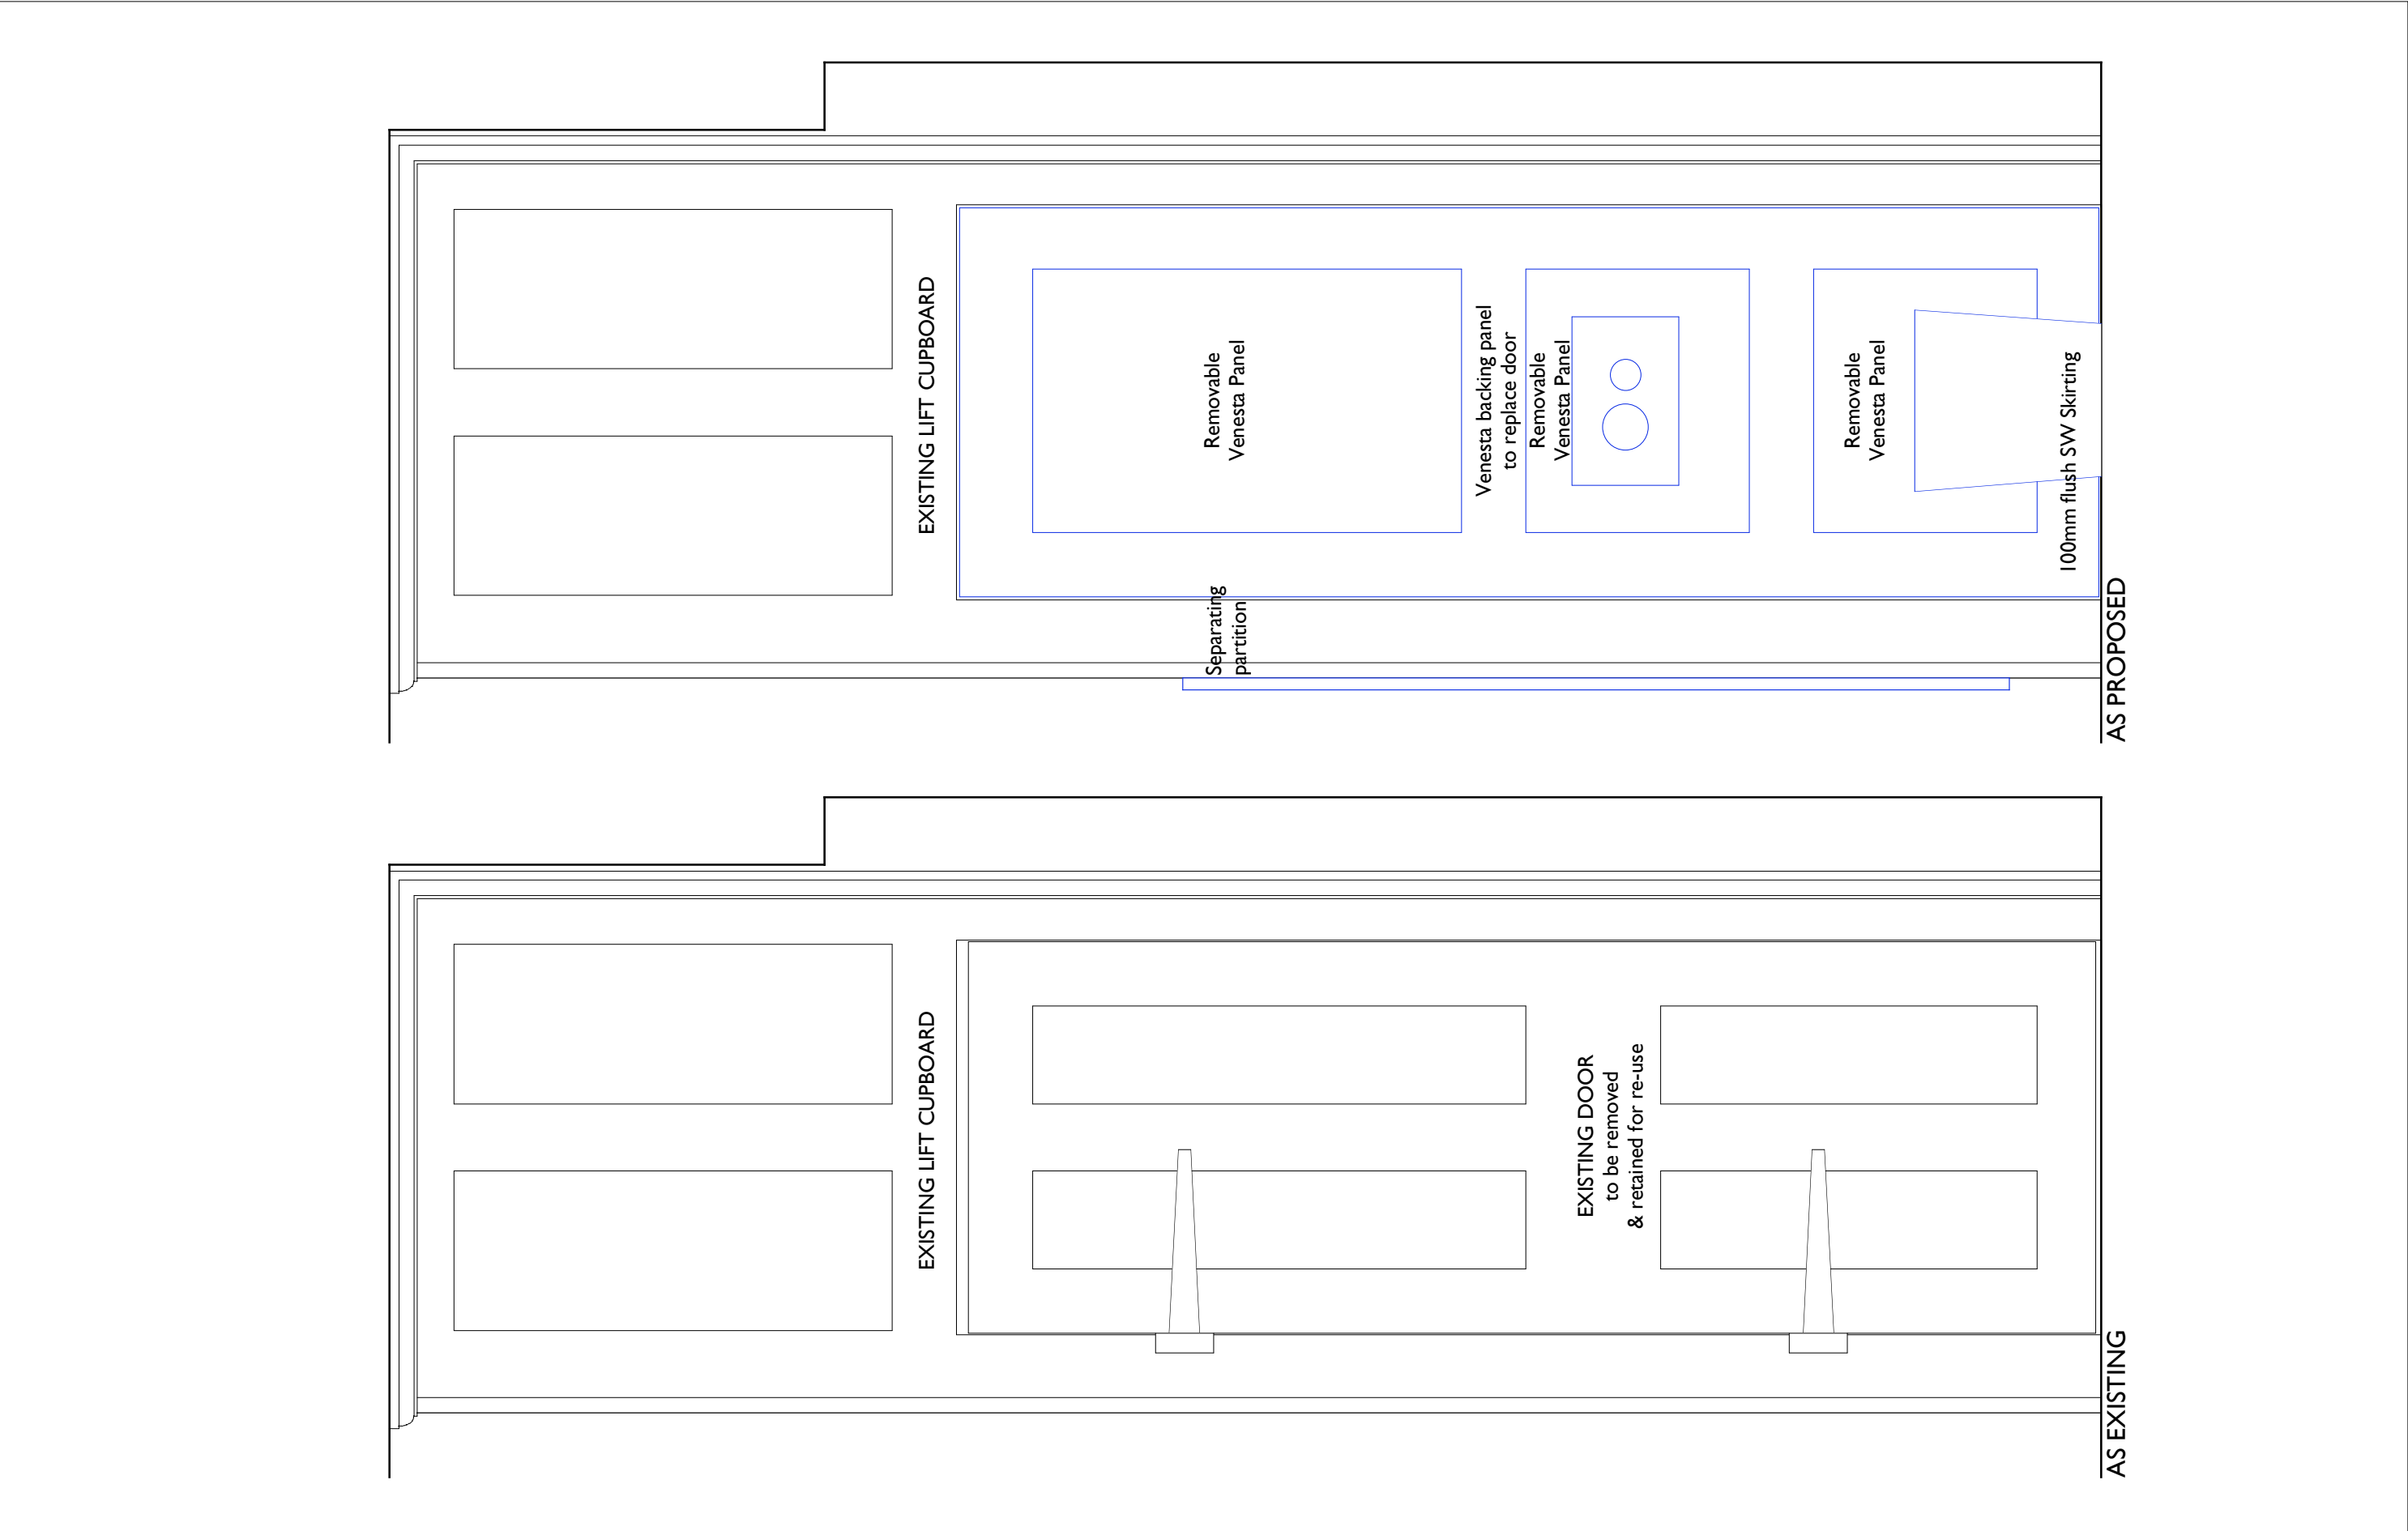 EXISTING LIFT CUPBOARD
EXISTING DOOR
to be removed
& retained for re-use
AS EXISTING
EXISTING LIFT CUPBOARD
Removable
Venesta Panel
Separating
partition
Venesta backing panel
to replace door
Removable
Venesta Panel
Removable
Venesta Panel
100mm flush SW Skirting
AS PROPOSED